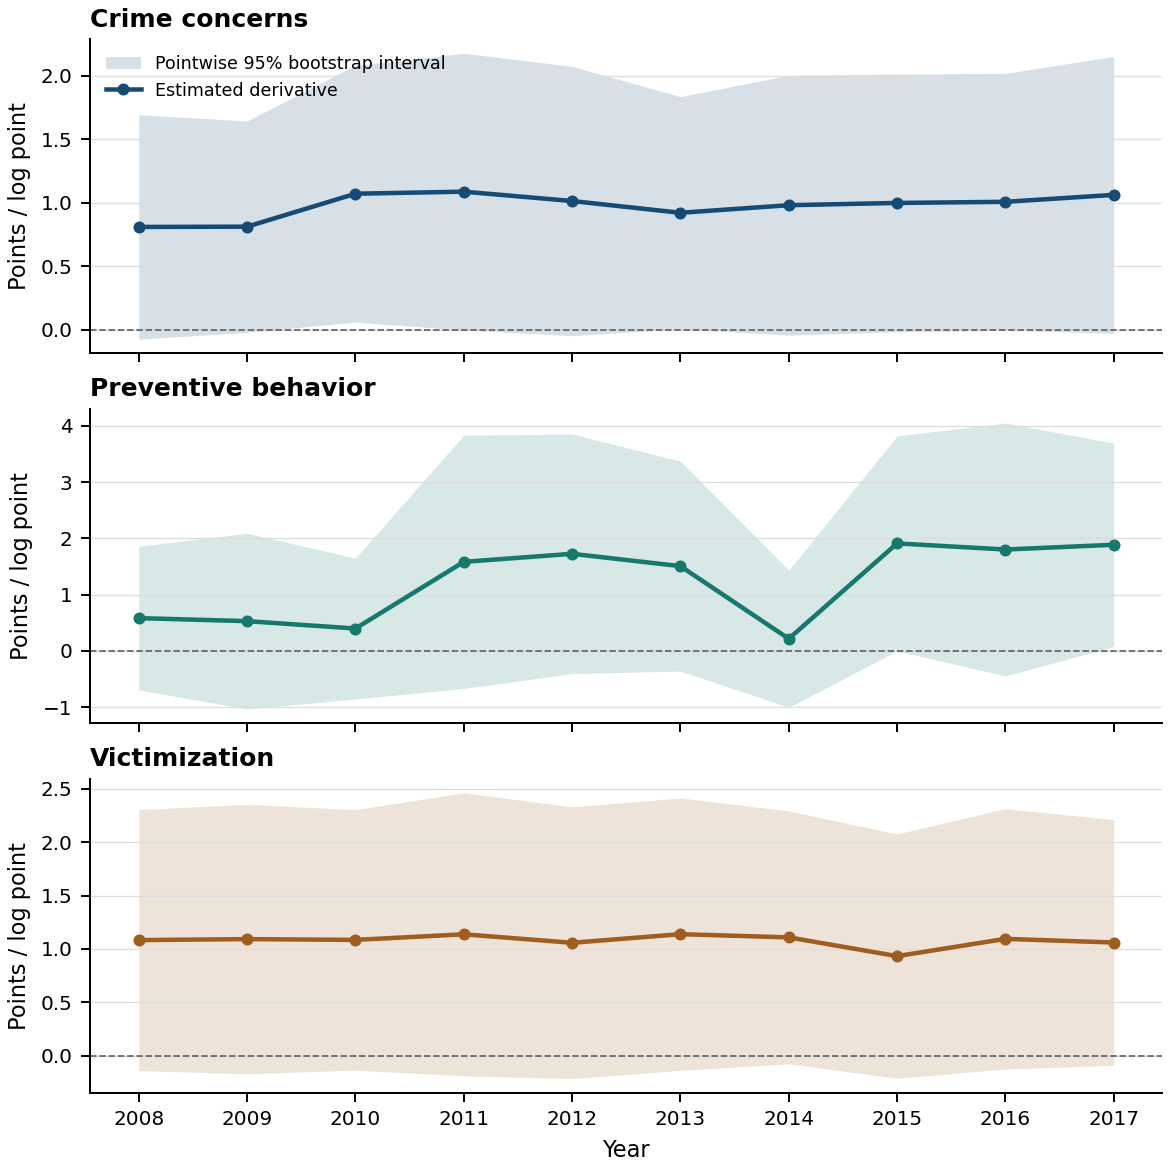 Crime concerns
Pointwise 95% bootstrap interval
Estimated derivative
Points / log point
2.0
1.5
1.0
0.5
0.0
Preventive behavior
Points / log point
4
3
2
1
0
−1
Victimization
Points / log point
2.5
2.0
1.5
1.0
0.5
0.0
2008 2009 2010 2011 2012 2013 2014 2015 2016 2017
Year